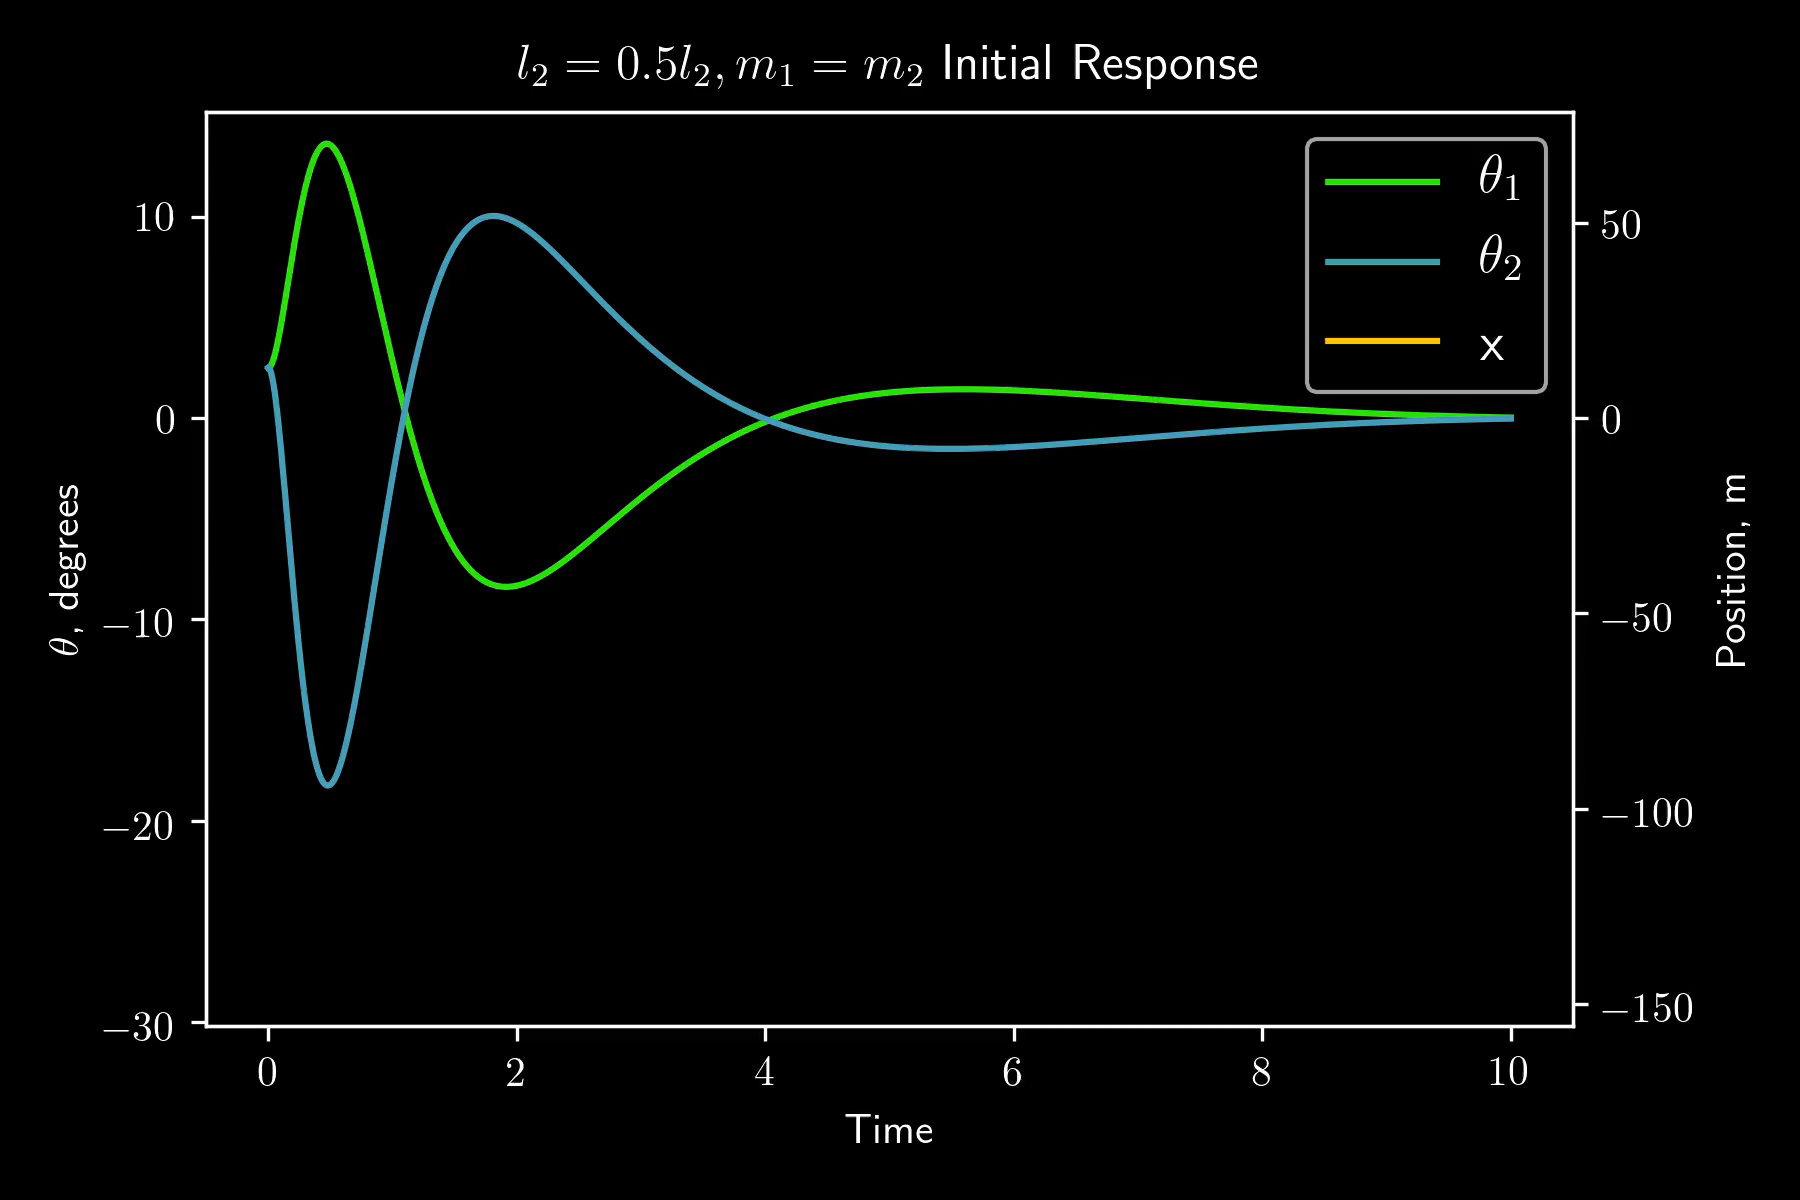 l₂ = 0.5l₂, m₁ = m₂ Initial Response
θ₁
θ₂
x
10
0
−10
−20
−30
θ, degrees
50
0
−50
−100
−150
Position, m
0 2 4 6 8 10
Time